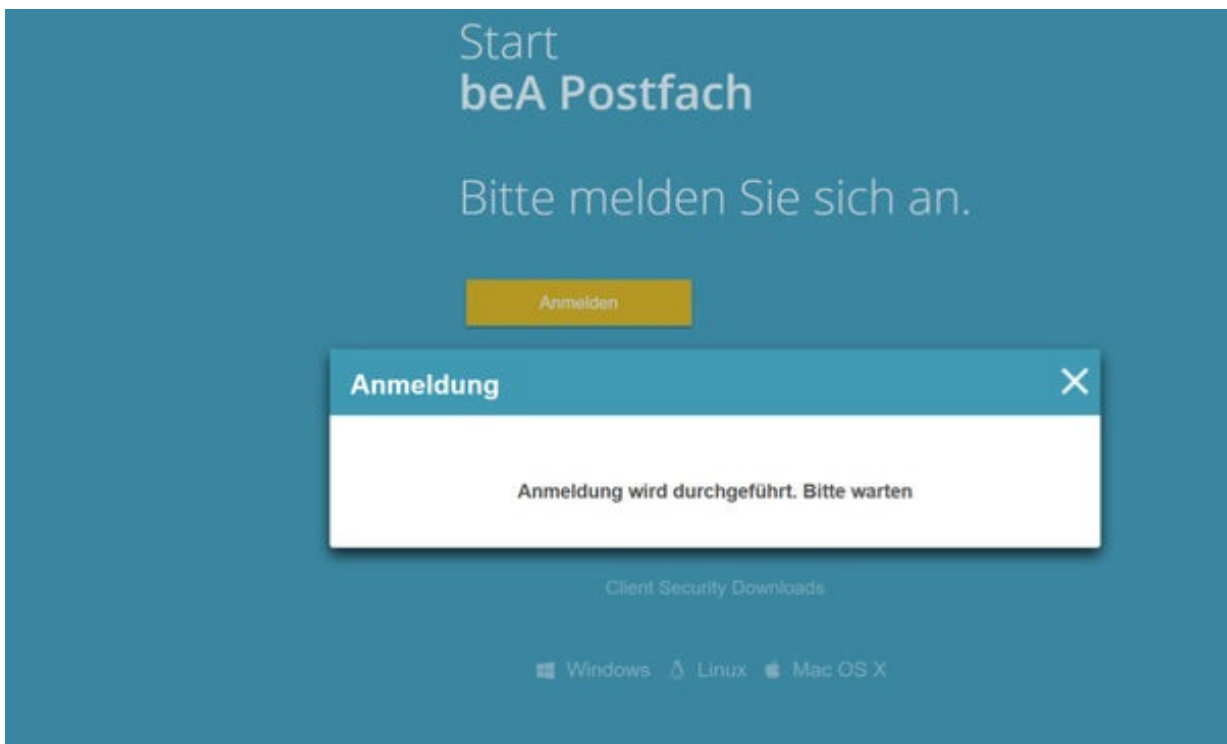 Start
beA Postfach
Bitte melden Sie sich an.
Anmelden
Anmeldung
Anmeldung wird durchgeführt. Bitte warten
Client Security Downloads
Windows Linux Mac OS X